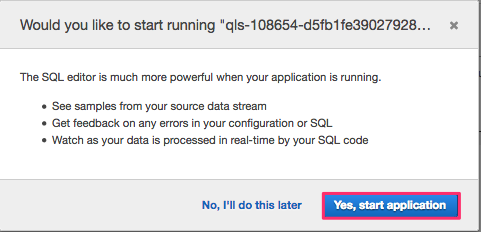 Would you like to start running "qls-108654-d5fb1fe39027928...
The SQL editor is much more powerful when your application is running.
• See samples from your source data stream
• Get feedback on any errors in your configuration or SQL
• Watch as your data is processed in real-time by your SQL code
No, I'll do this later
Yes, start application